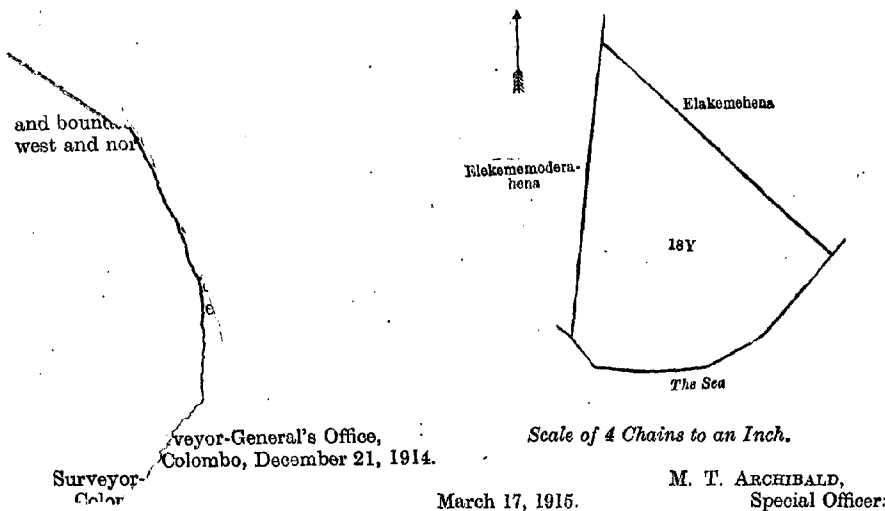 Elakemehena
and bound
west and nor
Elekememodera-
hena
18Y
The Sea
veyor-General's Office,
Colombo, December 21, 1914.
Scale of 4 Chains to an Inch.
Surveyor-
M. T. ARCHIBALD,
March 17, 1915.
Special Officer.